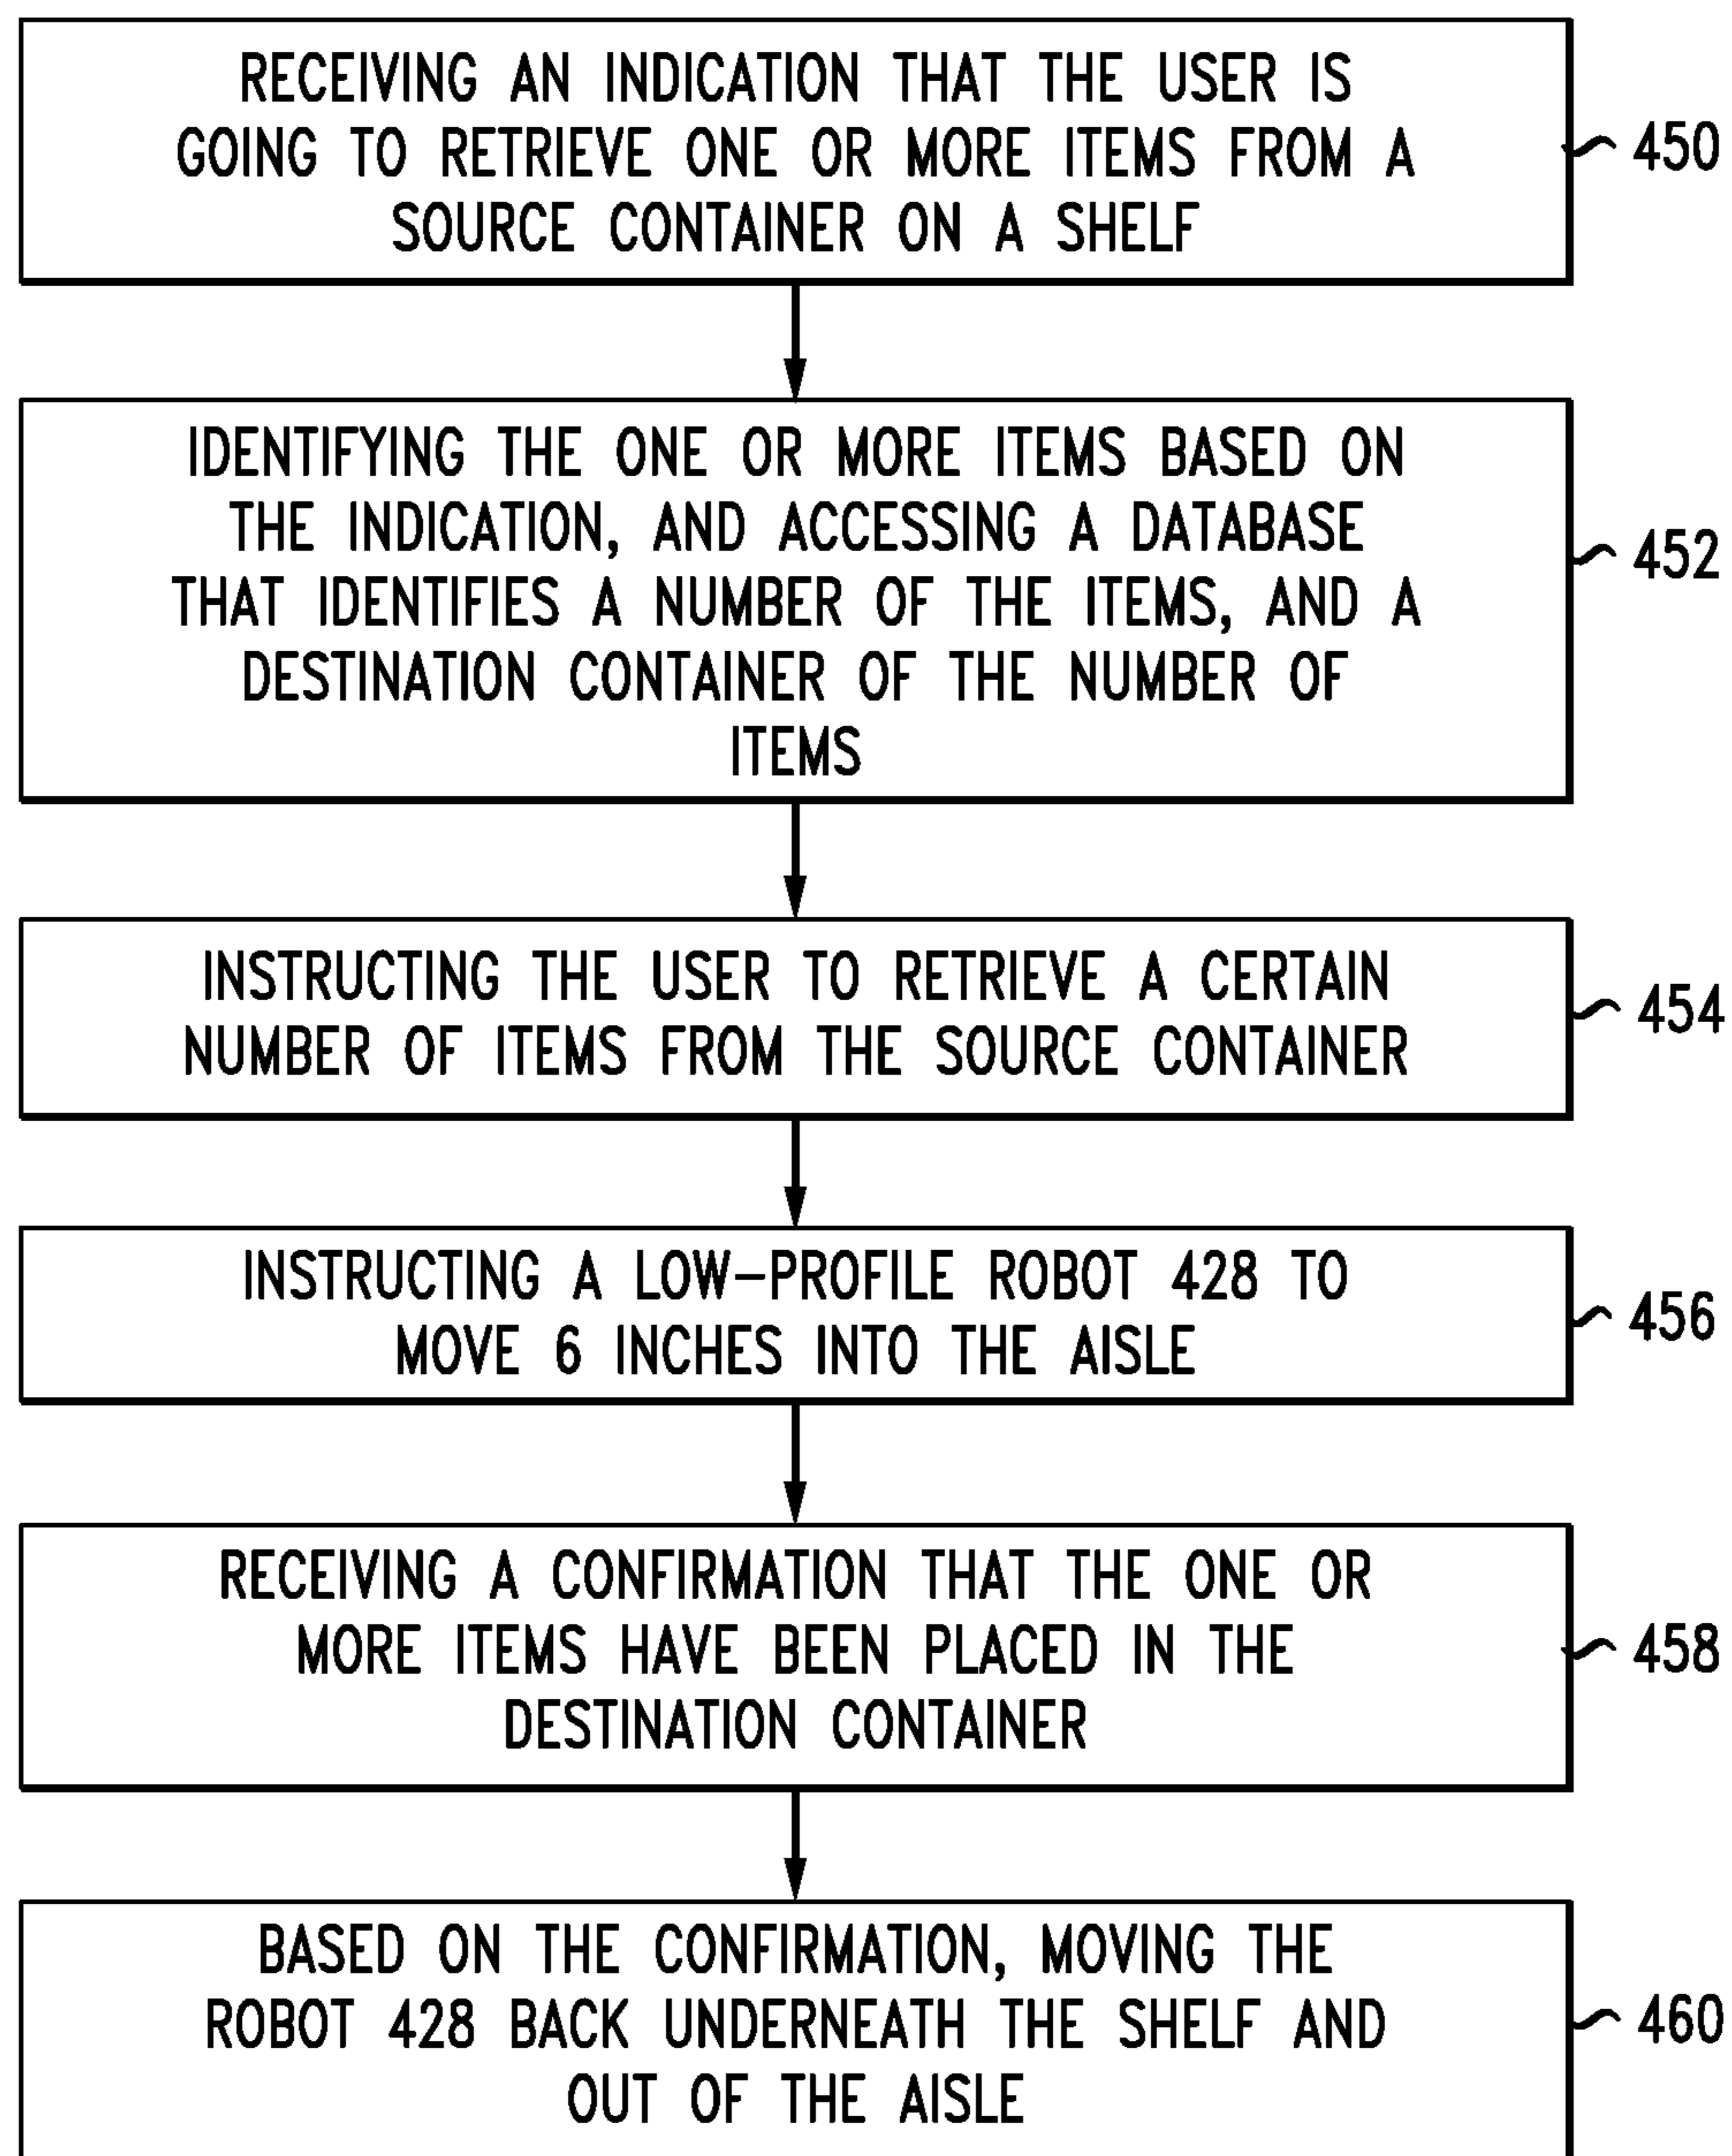 RECEIVING AN INDICATION THAT THE USER IS
GOING TO RETRIEVE ONE OR MORE ITEMS FROM A
SOURCE CONTAINER ON A SHELF
450
IDENTIFYING THE ONE OR MORE ITEMS BASED ON
THE INDICATION, AND ACCESSING A DATABASE
THAT IDENTIFIES A NUMBER OF THE ITEMS, AND A
DESTINATION CONTAINER OF THE NUMBER OF
ITEMS
452
INSTRUCTING THE USER TO RETRIEVE A CERTAIN
NUMBER OF ITEMS FROM THE SOURCE CONTAINER
454
INSTRUCTING A LOW-PROFILE ROBOT 428 TO
MOVE 6 INCHES INTO THE AISLE
456
RECEIVING A CONFIRMATION THAT THE ONE OR
MORE ITEMS HAVE BEEN PLACED IN THE
DESTINATION CONTAINER
458
BASED ON THE CONFIRMATION, MOVING THE
ROBOT 428 BACK UNDERNEATH THE SHELF AND
OUT OF THE AISLE
460